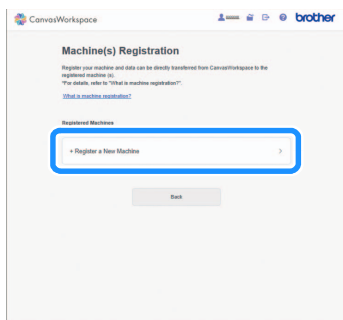 CanvasWorkspace
brother
Machine(s) Registration
Register your machine and data can be directly transferred from CanvasWorkspace to the
registered machine (s).
*For details, refer to "What is machine registration?".
What is machine registration?
Registered Machines
+ Register a New Machine
Back